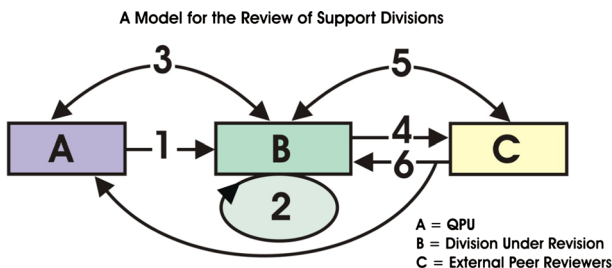 A Model for the Review of Support Divisions
3
5
A
1
B
4
6
C
2
A = QPU
B = Division Under Revision
C = External Peer Reviewers